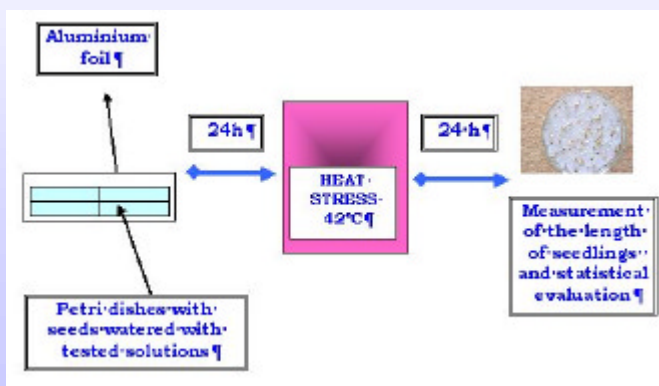 Aluminium·
foil¶
24h¶
24·h¶
HEAT·
STRESS·
42°C¶
Measurement·
of·the·length·
of·seedlings··
and·statistical·
evaluation¶
Petri·dishes·with·
seeds·watered·with·
tested·solutions¶